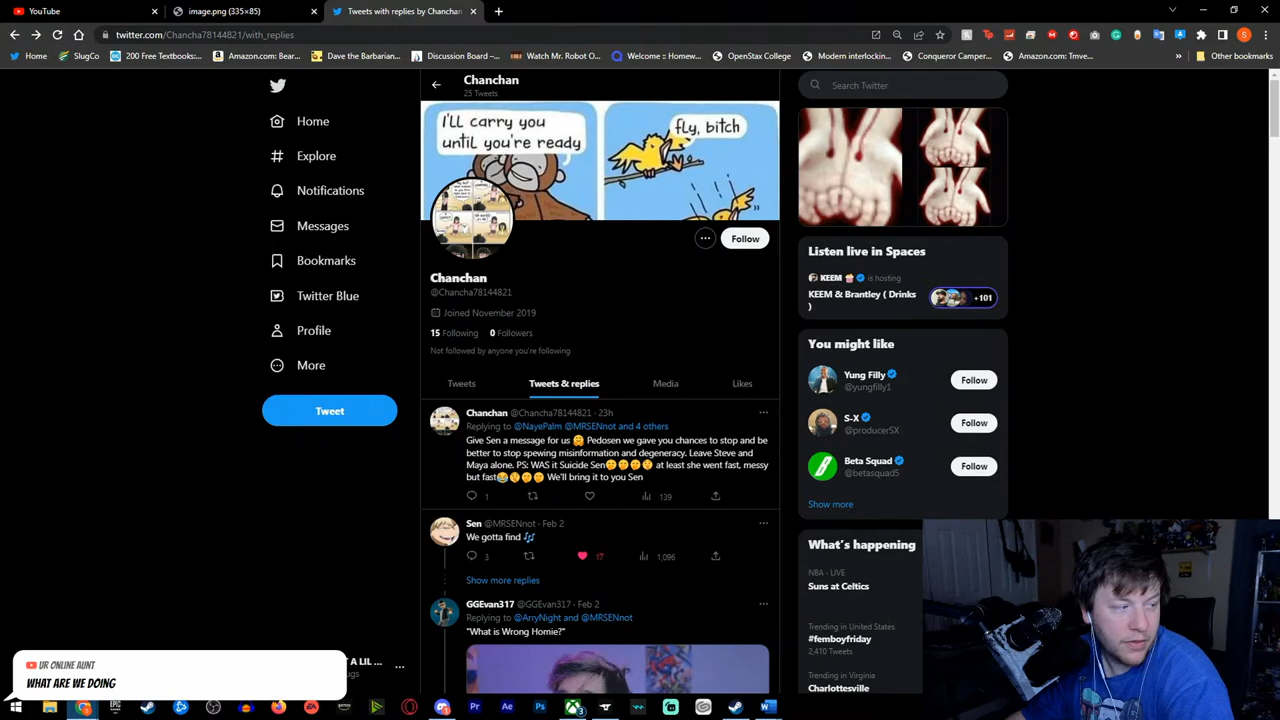 YouTube
image.png (335×85)
Tweets with replies by Chanchan
twitter.com/Chancha78144821/with_replies
Home
SlugCo
200 Free Textbooks:...
Amazon.com: Bear...
Dave the Barbarian...
Discussion Board –...
Watch Mr. Robot O...
Welcome :: Homew...
OpenStax College
Modern interlockin...
Conqueror Camper...
Amazon.com: Tmve...
Other bookmarks
Chanchan
25 Tweets
Search Twitter
I'LL carry you
until you're ready
fly, bitch
Home
Explore
Notifications
Messages
Bookmarks
Twitter Blue
Profile
More
Tweet
Follow
Chanchan
@Chancha78144821
Joined November 2019
15 Following 0 Followers
Not followed by anyone you're following
Tweets
Tweets & replies
Media
Likes
Chanchan @Chancha78144821 · 23h
Replying to @NayePalm @MRSENnot and 4 others
Give Sen a message for us 🤗 Pedosen we gave you chances to stop and be
better to stop spewing misinformation and degeneracy. Leave Steve and
Maya alone. PS: WAS it Suicide Sen🤭🤭🤭😯 at least she went fast, messy
but fast😂😯🤭🤭 We'll bring it to you Sen
1
139
Sen @MRSENnot · Feb 2
We gotta find 🎶
3
17
1,096
Show more replies
GGEvan317 @GGEvan317 · Feb 2
Replying to @ArryNight and @MRSENnot
"What is Wrong Homie?"
Listen live in Spaces
KEEM 🍿 is hosting
KEEM & Brantley ( Drinks
)
+101
You might like
Yung Filly
@yungfilly1
Follow
S-X
@producerSX
Follow
Beta Squad
@betasquad5
Follow
Show more
What's happening
NBA · LIVE
Suns at Celtics
Trending in United States
#femboyfriday
2,410 Tweets
Trending in Virginia
Charlottesville
UR ONLINE AUNT
WHAT ARE WE DOING
T A LIL ...
ugs